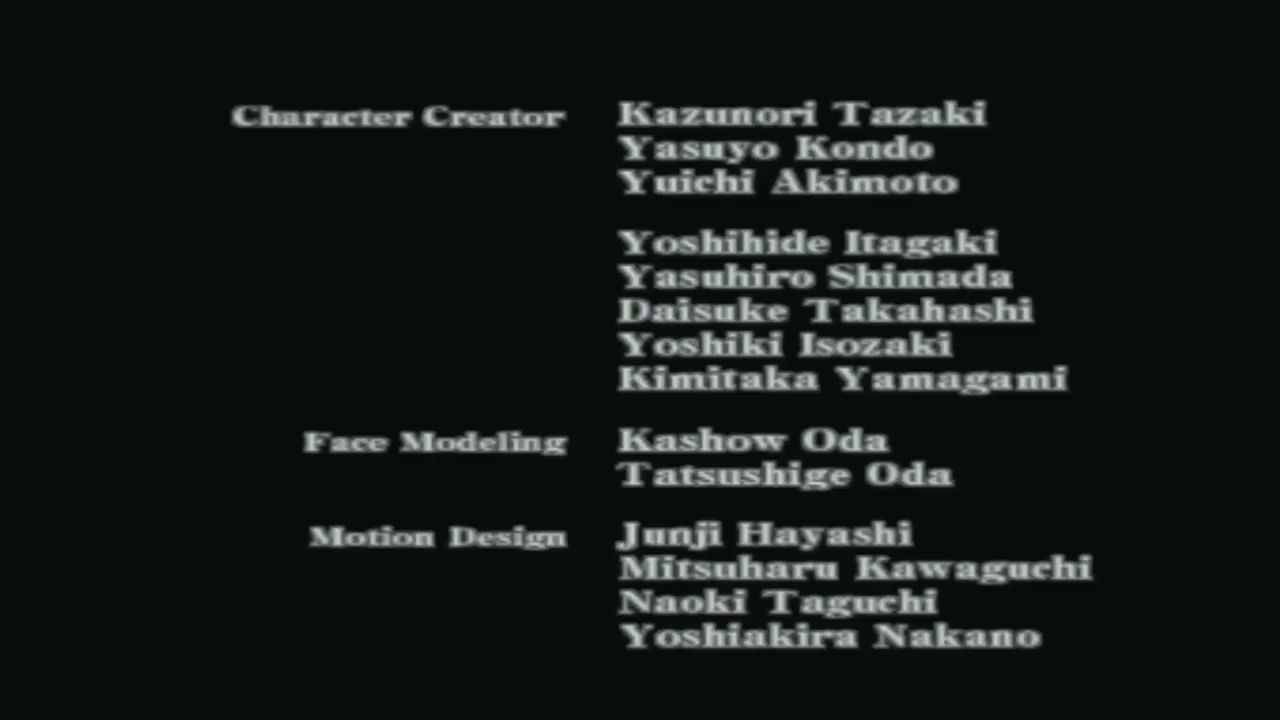 Character Creator Kazunori Tazaki
Yasuyo Kondo
Yuichi Akimoto
Yoshihide Itagaki
Yasuhiro Shimada
Daisuke Takahashi
Yoshiki Isozaki
Kimitaka Yamagami
Face Modeling Kashow Oda
Tatsushige Oda
Motion Design Junji Hayashi
Mitsuharu Kawaguchi
Naoki Taguchi
Yoshiakira Nakano